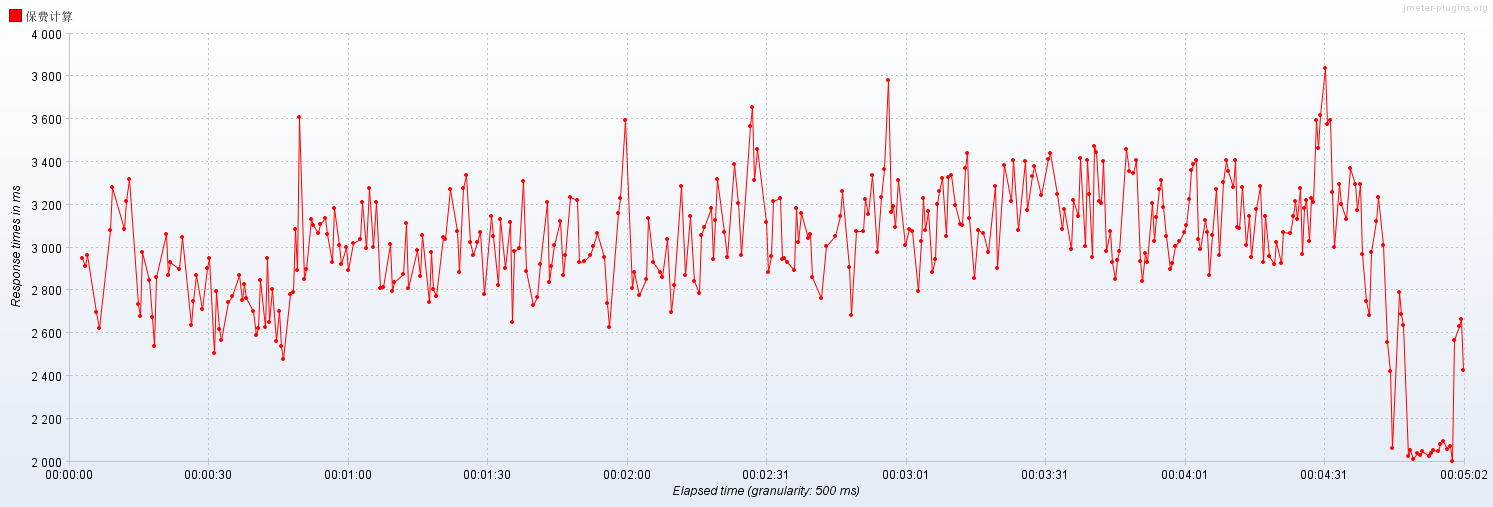 保费计算
jmeter-plugins.org
4 000
3 800
3 600
3 400
3 200
3 000
2 800
2 600
2 400
2 200
2 000
Response times in ms
00:00:00 00:00:30 00:01:00 00:01:30 00:02:00 00:02:31 00:03:01 00:03:31 00:04:01 00:04:31 00:05:02
Elapsed time (granularity: 500 ms)